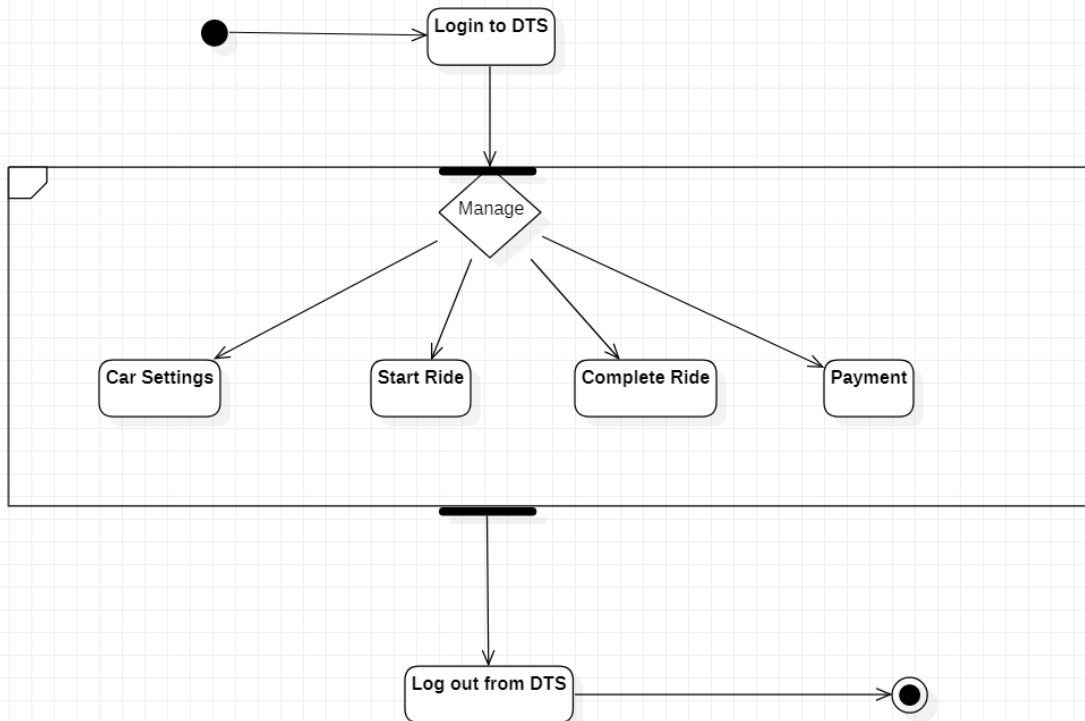 Login to DTS
Manage
Car Settings
Start Ride
Complete Ride
Payment
Log out from DTS